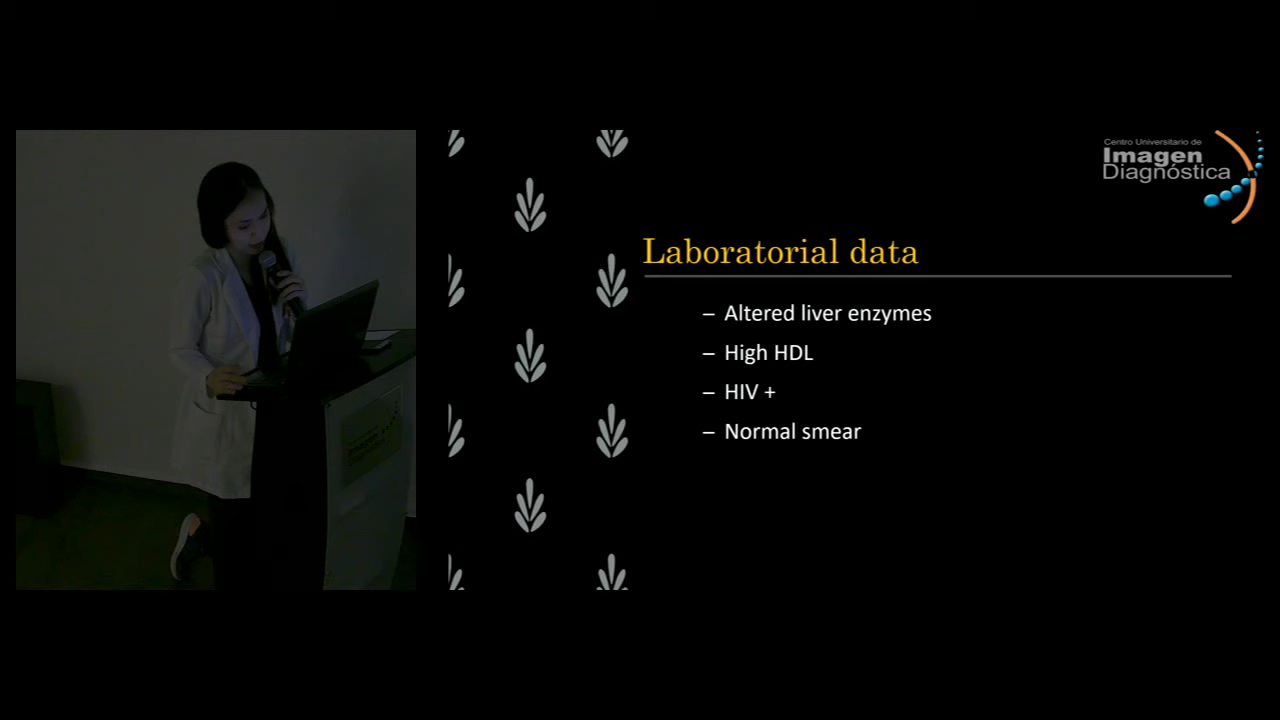 Centro Universitario de
Imagen
Diagnóstica
Laboratorial data
– Altered liver enzymes
– High HDL
– HIV +
– Normal smear